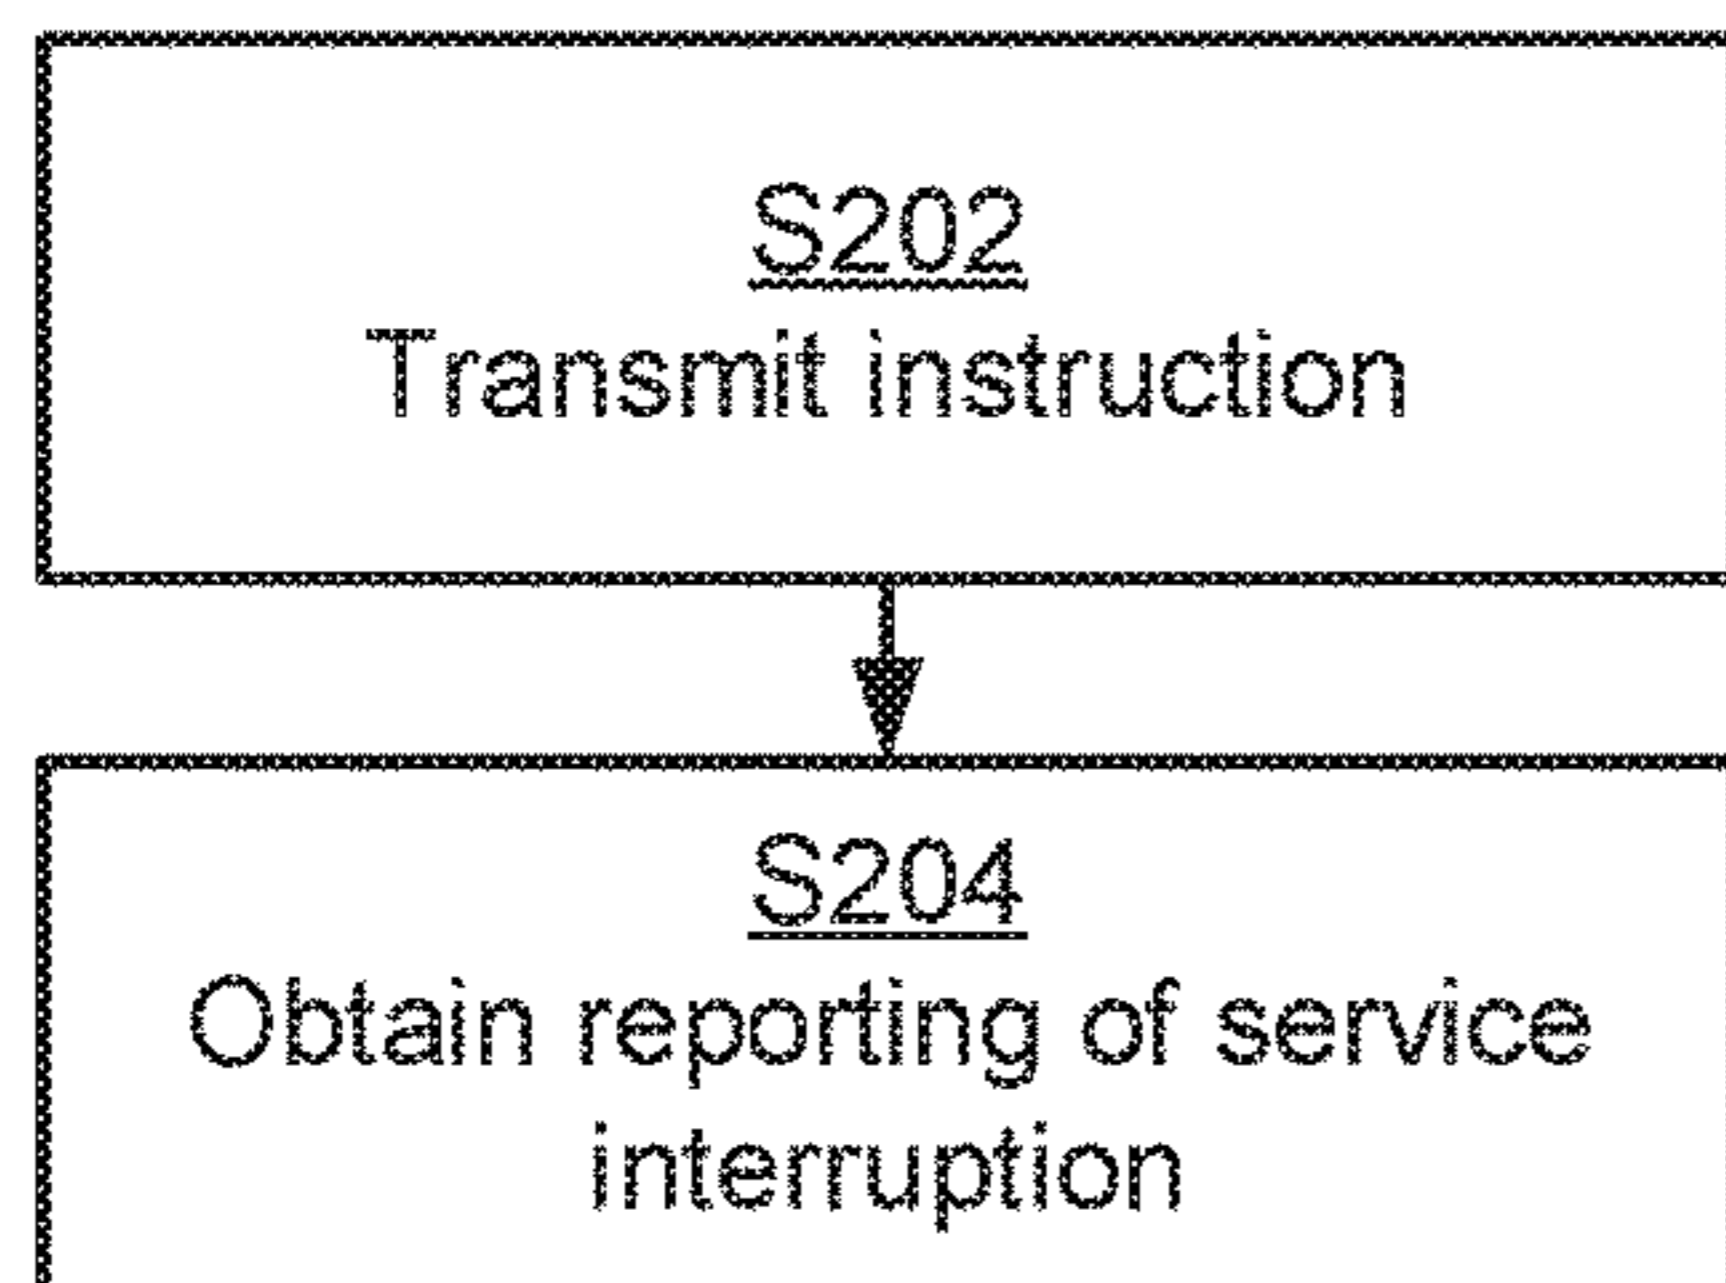 S202
Transmit instruction
S204
Obtain reporting of service
interruption